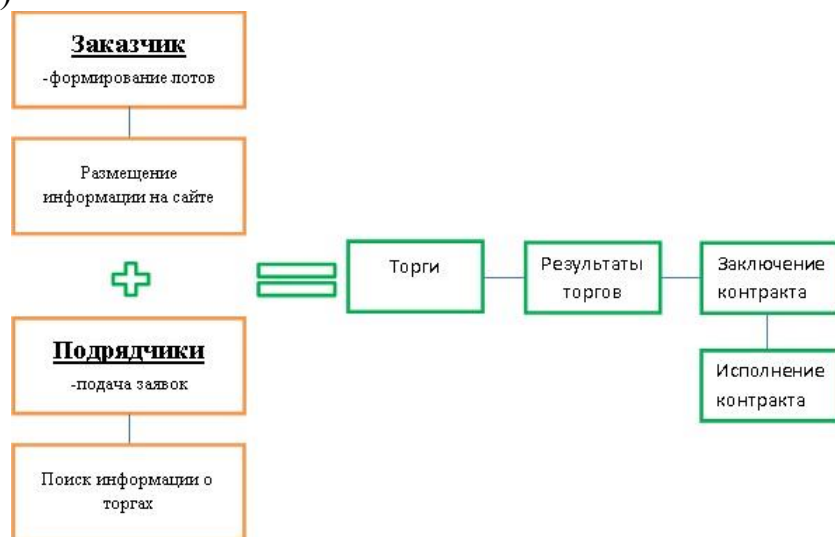 )
Заказчик
-формирование лотов
Размещение
информации на сайте
Торги
Результаты
торгов
Заключение
контракта
Исполнение
контракта
Подрядчики
-подача заявок
Поиск информации о
торгах